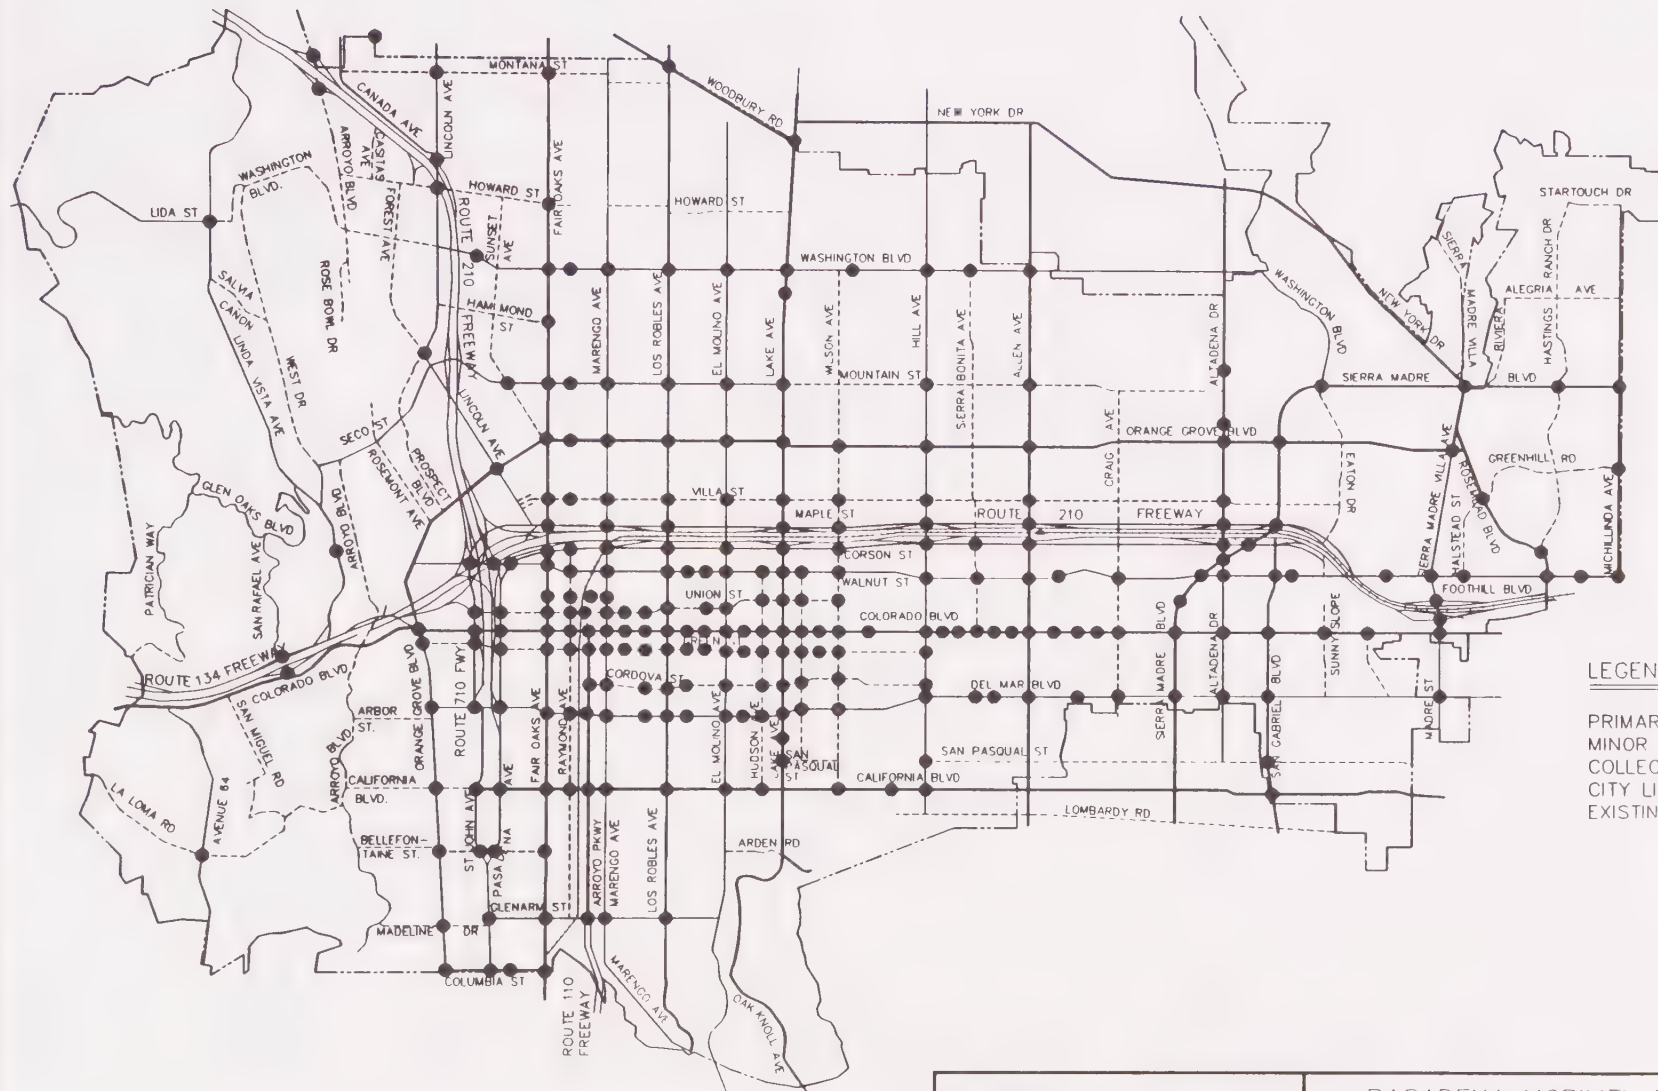 MONTANA ST
CANADA AVE
LINCOLN AVE
WOODBURY RD
NEW YORK DR
WASHINGTON
BLVD.
ARROYO BLVD
CASITAS
AVE
FOREST AVE
HOWARD ST
FAIR OAKS AVE
HOWARD ST
STARTOUCH DR
LIDA ST
ROUTE 210 FREEWAY
SUNSET
AVE
WASHINGTON BLVD
SIERRA
MADRE VILLA
HASTINGS RANCH DR
ROSE BOWL DR
SALVIA
CANON
HAMMOND
ST
MARENGO AVE
LOS ROBLES AVE
EL MOLINO AVE
LAKE AVE
WILSON AVE
HILL AVE
SIERRA BONITA AVE
ALLEN AVE
ALTADENA DR
WASHINGTON BLVD
NEW YORK DR
RIVIERA
ALEGRIA AVE
LINDA VISTA AVE
WEST DR
MOUNTAIN ST
SIERRA MADRE BLVD
SECO ST
LINCOLN AVE
CRAIG AVE
ORANGE GROVE BLVD
ROSEMONT AVE
PROSPECT
BLVD
EATON DR
GREENHILL RD
SIERRA MADRE VILLA AVE
HALSTEAD ST
ROSEMEAD BLVD
MICHILLINDA AVE
GLEN OAKS BLVD
ARROYO BLVD
VILLA ST
MAPLE ST
ROUTE 210 FREEWAY
PATRICIAN WAY
SAN RAFAEL AVE
CORSON ST
WALNUT ST
UNION ST
FOOTHILL BLVD
COLORADO BLVD
GREEN
SUNNYSLOPE
ROUTE 134 FREEWAY
COLORADO BLVD
ORANGE GROVE BLVD
ROUTE 710 FWY
CORDOVA ST
DEL MAR BLVD
SIERRA MADRE BLVD
ALTADENA DR
SAN GABRIEL BLVD
MADRE ST
LEGEN
SAN MIGUEL RD
ARBOR
ST.
ARROYO BLVD
FAIR OAKS AVE
RAYMOND AVE
EL MOLINO AVE
HUDSON AVE
LAKE AVE
SAN
PASQUAL
ST
SAN PASQUAL ST
PRIMAR
MINOR
COLLEC
CITY LI
EXISTIN
LA LOMA RD
AVENUE 64
CALIFORNIA
BLVD.
CALIFORNIA BLVD
LOMBARDY RD
BELLEFON-
TAINE ST.
ST JOHN AVE
PASADENA AVE
ARROYO PKWY
MARENGO AVE
LOS ROBLES AVE
ARDEN RD
GLENARM ST
MADELINE DR
COLUMBIA ST
ROUTE 110
FREEWAY
MARENGO AVE
OAK KNOLL AVE